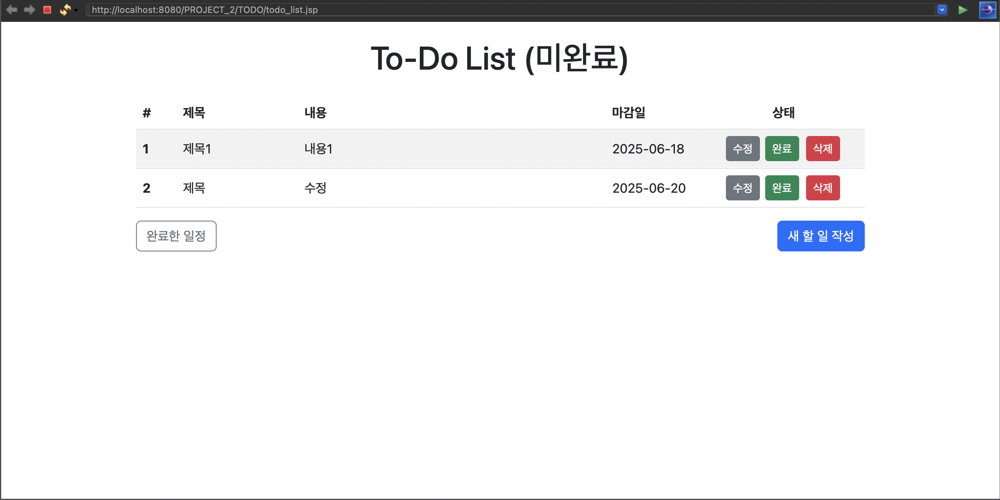 http://localhost:8080/PROJECT_2/TODO/todo_list.jsp
To-Do List (미완료)
# 제목 내용 마감일 상태
1 제목1 내용1 2025-06-18 수정 완료 삭제
2 제목 수정 2025-06-20 수정 완료 삭제
완료한 일정 새 할 일 작성